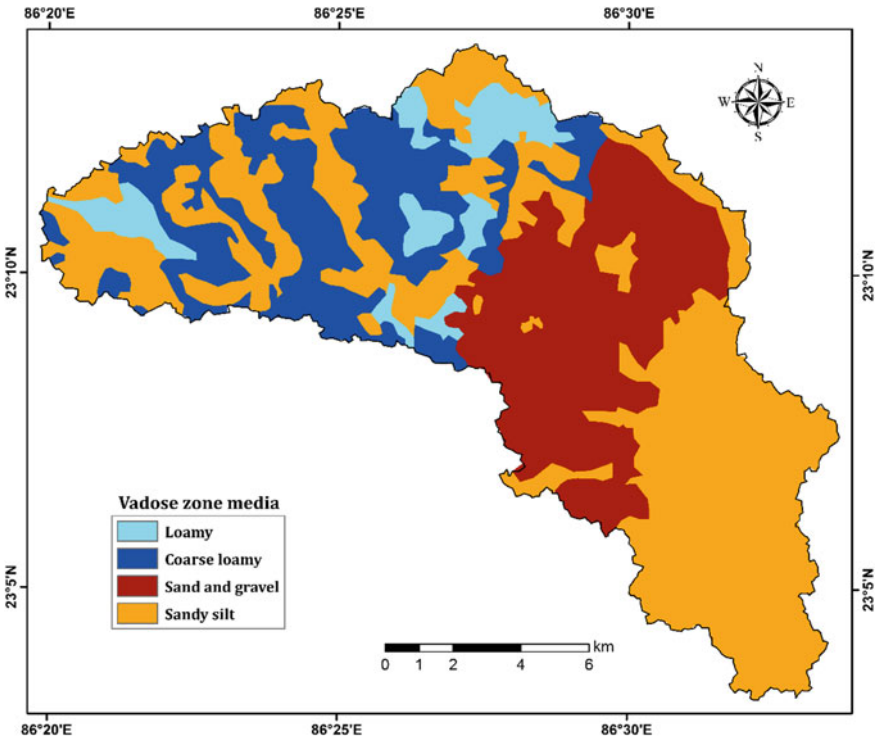 86°20'E 86°25'E 86°30'E
N
W E
S
23°10'N 23°10'N
Vadose zone media
Loamy
Coarse loamy
Sand and gravel
Sandy silt
23°5'N 23°5'N
km
0 1 2 4 6
86°20'E 86°25'E 86°30'E